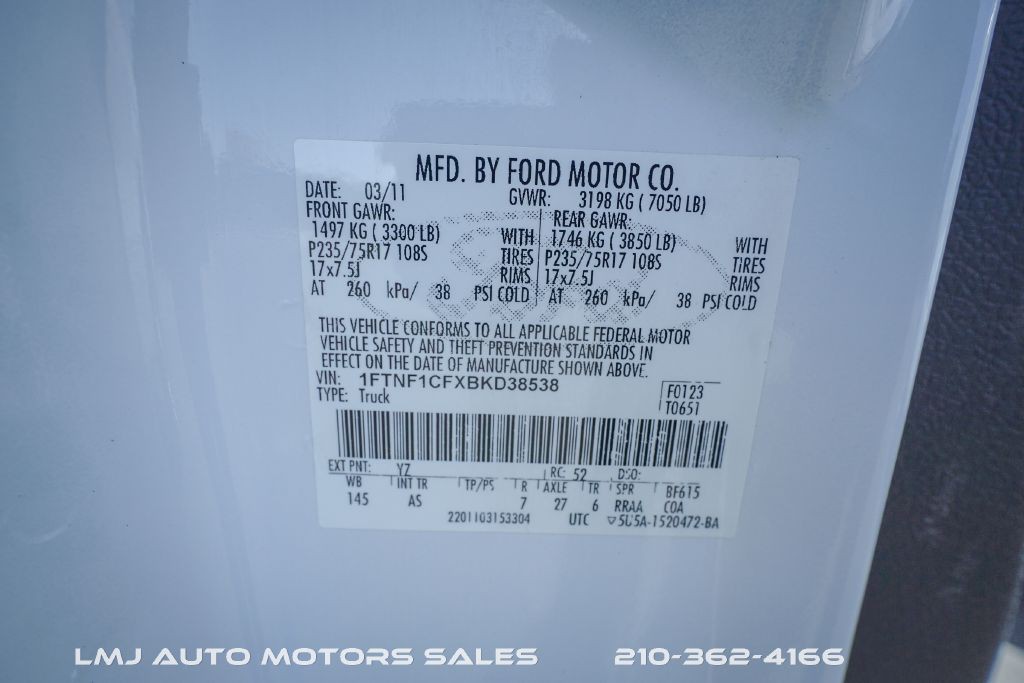 MFD. BY FORD MOTOR CO.
DATE: 03/11 GVWR: 3198 KG ( 7050 LB)
FRONT GAWR: REAR GAWR:
1497 KG ( 3300 LB) WITH 1746 KG ( 3850 LB) WITH
P235/75R17 108S TIRES P235/75R17 108S TIRES
17x7.5J RIMS 17x7.5J RIMS
AT 260 kPa/ 38 PSI COLD AT 260 kPa/ 38 PSI COLD
THIS VEHICLE CONFORMS TO ALL APPLICABLE FEDERAL MOTOR
VEHICLE SAFETY AND THEFT PREVENTION STANDARDS IN
EFFECT ON THE DATE OF MANUFACTURE SHOWN ABOVE.
VIN: 1FTNF1CFXBKD38538 F0123
TYPE: Truck T0651
EXT PNT: YZ RC: 52 DSO:
WB INT TR TP/PS R AXLE TR SPR BF615
145 AS 7 27 6 RRAA COA
2201103153304 UTC ▽5U5A-1520472-BA
LMJ AUTO MOTORS SALES 210-362-4166